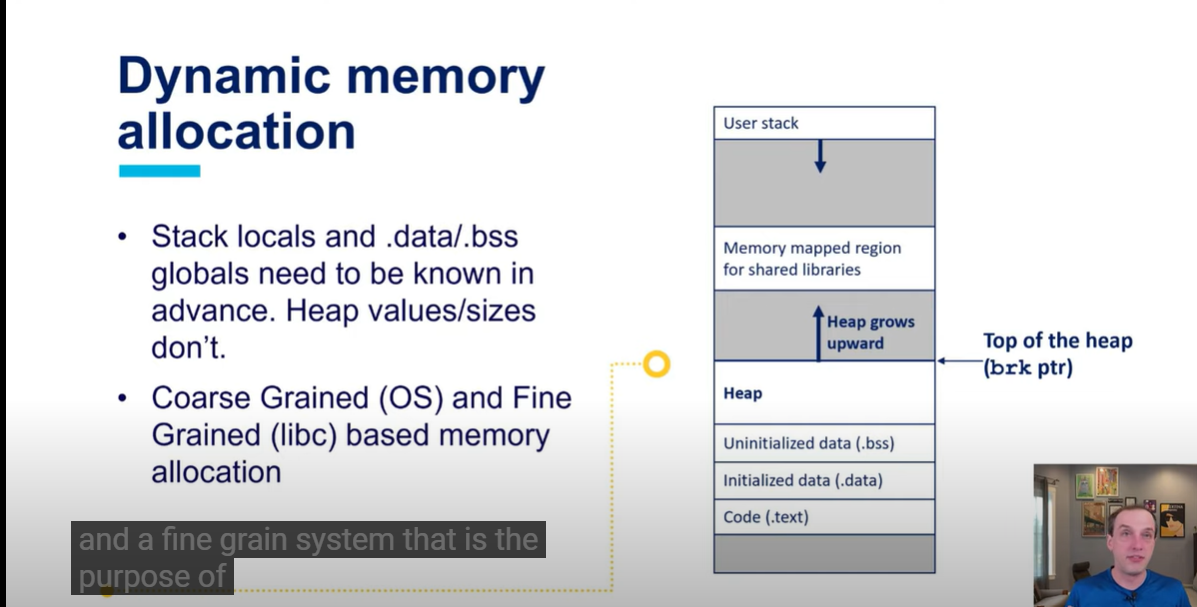 Dynamic memory
allocation
• Stack locals and .data/.bss
globals need to be known in
advance. Heap values/sizes
don't.
• Coarse Grained (OS) and Fine
Grained (libc) based memory
allocation
User stack
Memory mapped region
for shared libraries
Heap grows
upward
Top of the heap
(brk ptr)
Heap
Uninitialized data (.bss)
Initialized data (.data)
Code (.text)
and a fine grain system that is the
purpose of